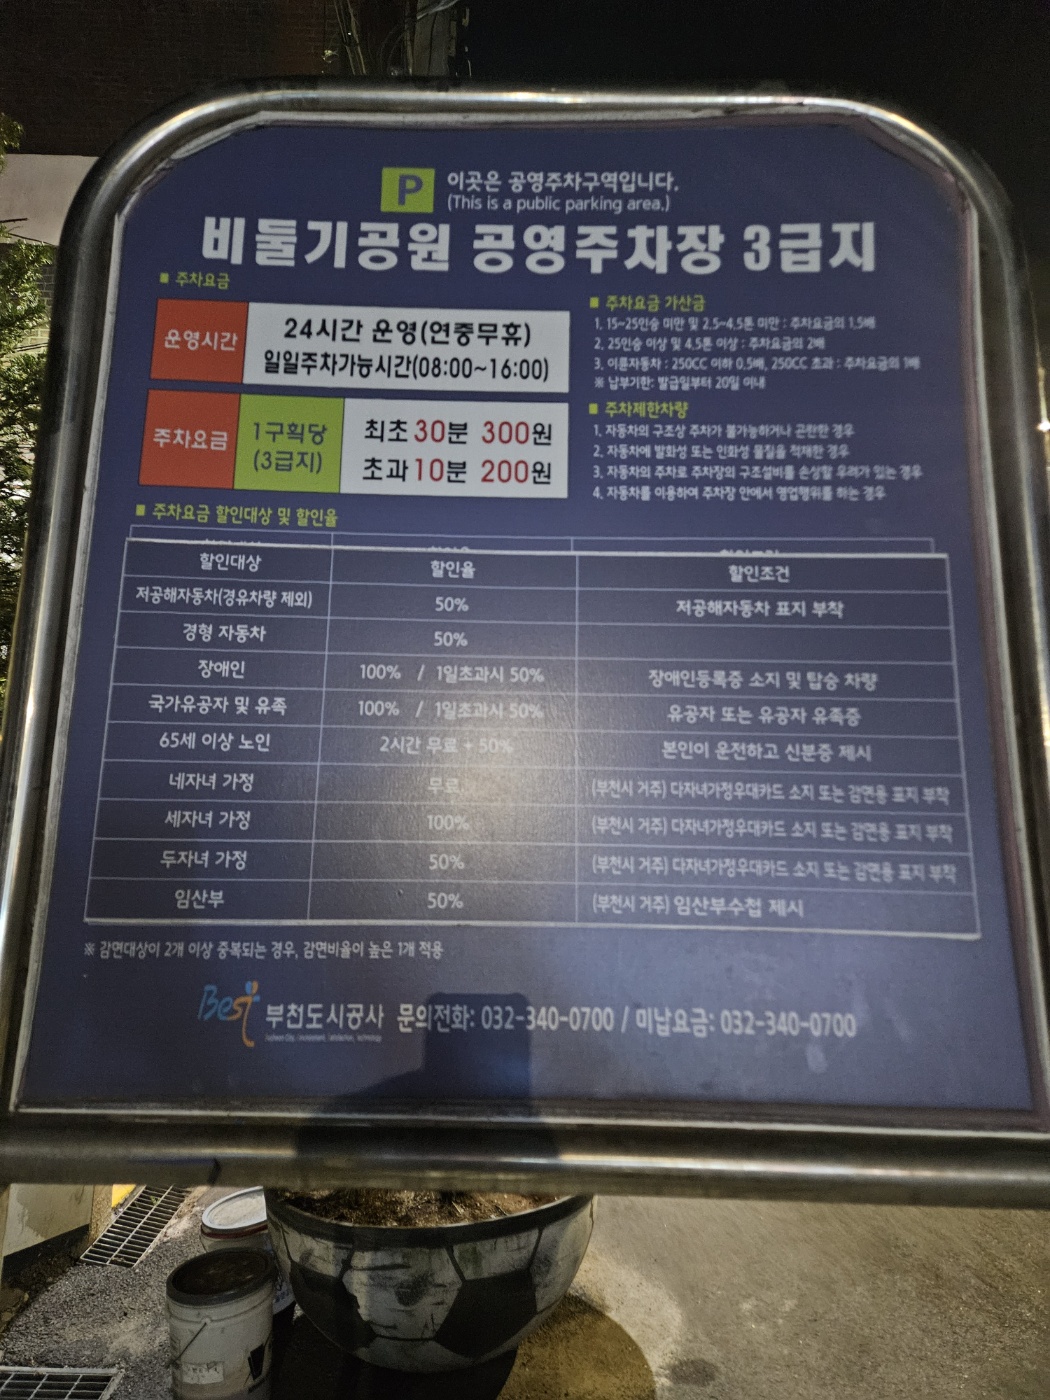 P 이곳은 공영주차구역입니다.
(This is a public parking area.)
비둘기공원 공영주차장 3급지
■ 주차요금
운영시간
24시간 운영(연중무휴)
일일주차가능시간(08:00~16:00)
주차요금
1구획당
(3급지)
최초 30분 300원
초과 10분 200원
■ 주차요금 가산금
1. 15~25인승 미만 및 2.5~4.5톤 미만 : 주차요금의 1.5배
2. 25인승 이상 및 4.5톤 이상 : 주차요금의 2배
3. 이륜자동차 : 250CC 이하 0.5배, 250CC 초과 : 주차요금의 1배
※ 납부기한: 발급일부터 20일 이내
■ 주차제한차량
1. 자동차의 구조상 주차가 불가능하거나 곤란한 경우
2. 자동차에 발화성 또는 인화성 물질을 적재한 경우
3. 자동차의 주차로 주차장의 구조설비를 손상할 우려가 있는 경우
4. 자동차를 이용하여 주차장 안에서 영업행위를 하는 경우
■ 주차요금 할인대상 및 할인율
할인대상 할인율 할인조건
저공해자동차(경유차량 제외) 50% 저공해자동차 표지 부착
경형 자동차 50%
장애인 100% / 1일초과시 50% 장애인등록증 소지 및 탑승 차량
국가유공자 및 유족 100% / 1일초과시 50% 유공자 또는 유공자 유족증
65세 이상 노인 2시간 무료 + 50% 본인이 운전하고 신분증 제시
네자녀 가정 무료 (부천시 거주) 다자녀가정우대카드 소지 또는 감면용 표지 부착
세자녀 가정 100% (부천시 거주) 다자녀가정우대카드 소지 또는 감면용 표지 부착
두자녀 가정 50% (부천시 거주) 다자녀가정우대카드 소지 또는 감면용 표지 부착
임산부 50% (부천시 거주) 임산부수첩 제시
※ 감면대상이 2개 이상 중복되는 경우, 감면비율이 높은 1개 적용
Best 부천도시공사 문의전화: 032-340-0700 / 미납요금: 032-340-0700